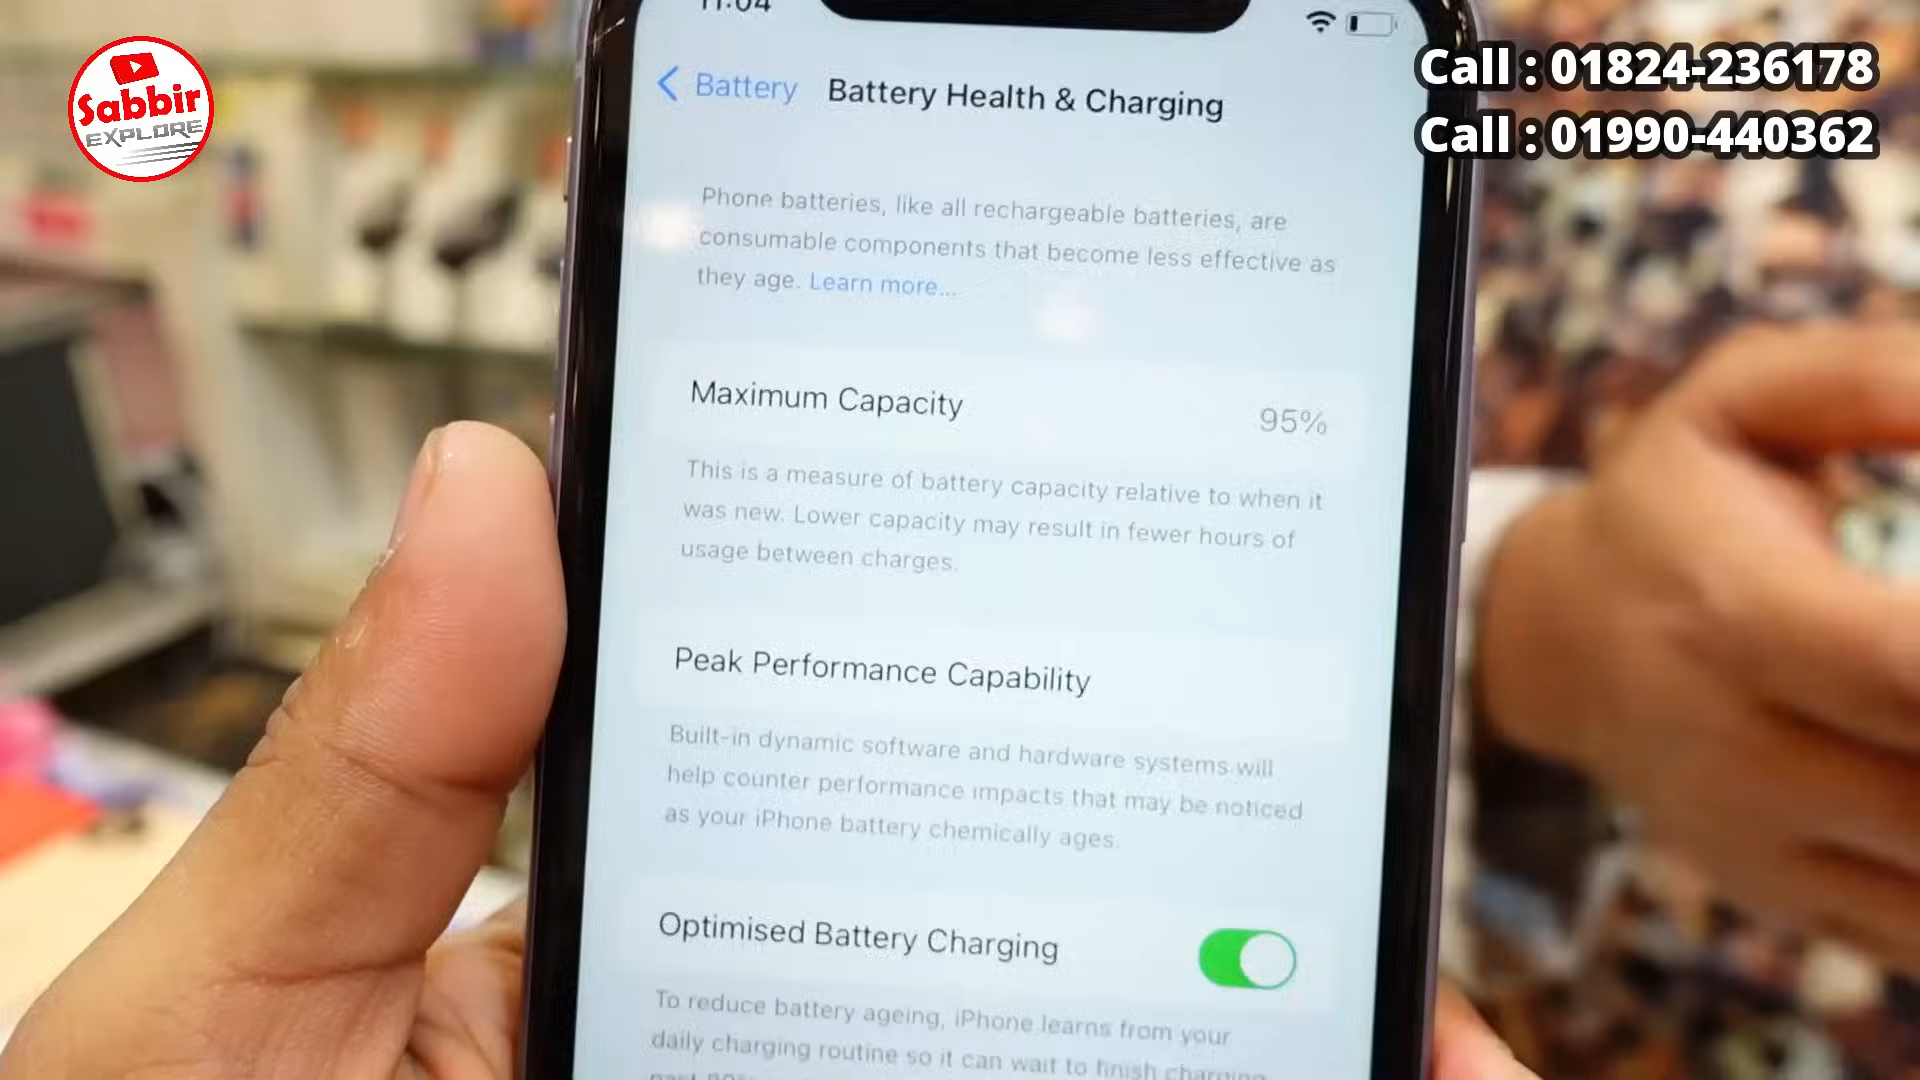 Sabbir
EXPLORE
Call : 01824-236178
Call : 01990-440362
11:04
Battery
Battery Health & Charging
Phone batteries, like all rechargeable batteries, are
consumable components that become less effective as
they age. Learn more...
Maximum Capacity
95%
This is a measure of battery capacity relative to when it
was new. Lower capacity may result in fewer hours of
usage between charges.
Peak Performance Capability
Built-in dynamic software and hardware systems will
help counter performance impacts that may be noticed
as your iPhone battery chemically ages.
Optimised Battery Charging
To reduce battery ageing, iPhone learns from your
daily charging routine so it can wait to finish charging